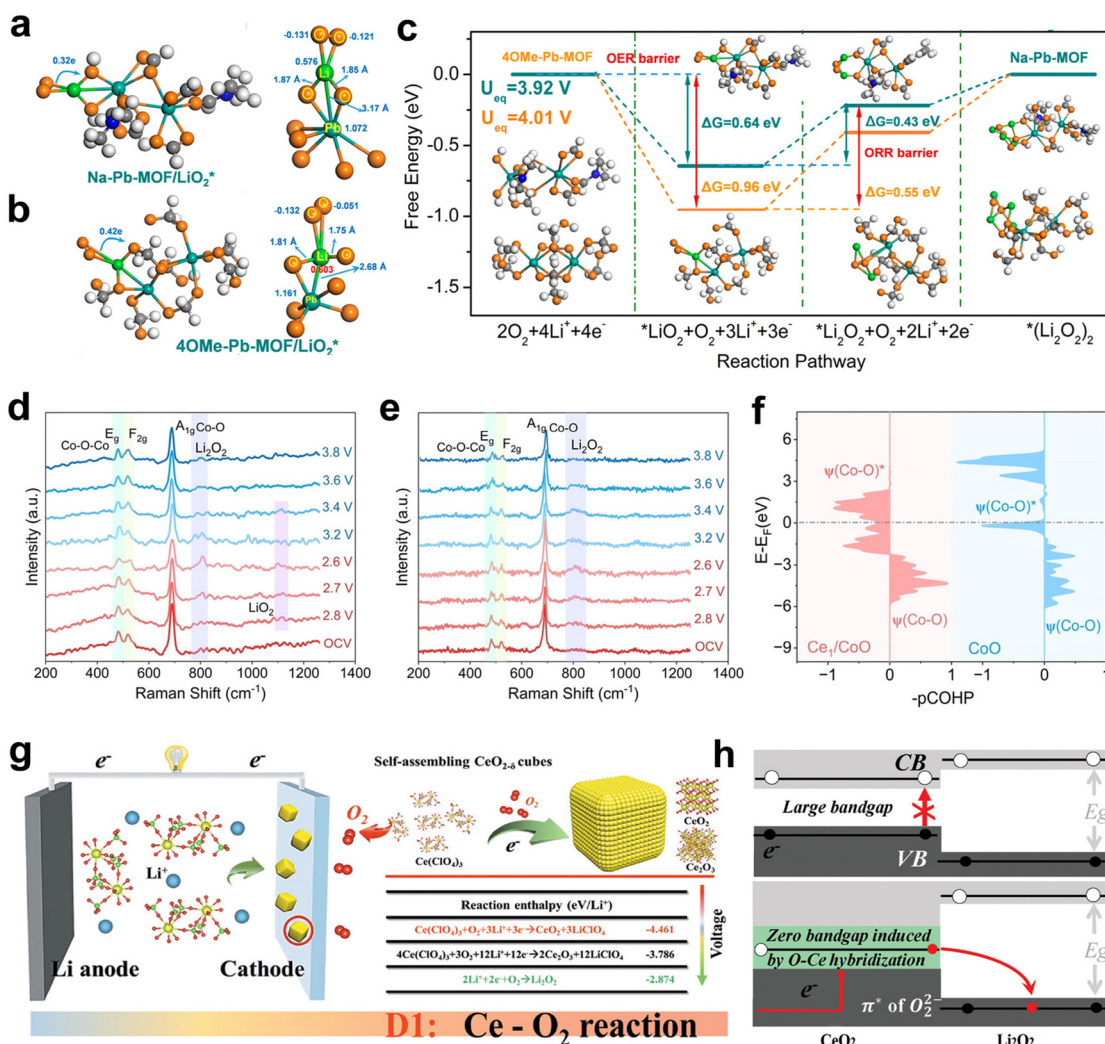 a
0.32e
-0.131
-0.121
0.576
Li
1.87 Å
1.85 Å
O
O
3.17 Å
Pb
1.072
Na-Pb-MOF/LiO₂*
b
0.42e
-0.132
-0.051
1.81 Å
Li
1.75 Å
0.603
2.68 Å
1.161
Pb
4OMe-Pb-MOF/LiO₂*
c
Free Energy (eV)
0.0
-0.5
-1.0
-1.5
4OMe-Pb-MOF
OER barrier
Na-Pb-MOF
U_eq=3.92 V
U_eq=4.01 V
ΔG=0.64 eV
ΔG=0.43 eV
ORR barrier
ΔG=0.96 eV
ΔG=0.55 eV
2O₂+4Li⁺+4e⁻
*LiO₂+O₂+3Li⁺+3e⁻
*Li₂O₂+O₂+2Li⁺+2e⁻
*(Li₂O₂)₂
Reaction Pathway
d
Intensity (a.u.)
Co-O-Co
E_g
F₂g
A₁g Co-O
Li₂O₂
3.8 V
3.6 V
3.4 V
3.2 V
2.6 V
2.7 V
LiO₂
2.8 V
OCV
200 400 600 800 1000 1200 1400
Raman Shift (cm⁻¹)
e
Intensity (a.u.)
Co-O-Co
E_g
F₂g
A₁g Co-O
Li₂O₂
3.8 V
3.6 V
3.4 V
3.2 V
2.6 V
2.7 V
2.8 V
OCV
200 400 600 800 1000 1200 1400
Raman Shift (cm⁻¹)
f
E-E_F(eV)
6
3
0
-3
-6
-9
ψ(Co-O)*
ψ(Co-O)*
ψ(Co-O)
ψ(Co-O)
Ce₁/CoO
CoO
−1 0 −1 0 1
-pCOHP
g
e⁻
e⁻
Li⁺
O₂
Li anode
Cathode
Self-assembling CeO₂₋δ cubes
Ce(ClO₄)₃
O₂
e⁻
CeO₂
Ce₂O₃
Reaction enthalpy (eV/Li⁺)
Ce(ClO₄)₃+O₂+3Li⁺+3e⁻→CeO₂+3LiClO₄ -4.461
4Ce(ClO₄)₃+3O₂+12Li⁺+12e⁻→2Ce₂O₃+12LiClO₄ -3.786
2Li⁺+2e⁻+O₂→Li₂O₂ -2.874
Voltage
D1: Ce - O₂ reaction
h
CB
Large bandgap
Eg
e⁻
VB
Zero bandgap induced
by O-Ce hybridization
Eg
e⁻
π* of O₂²⁻
CeO₂
Li₂O₂